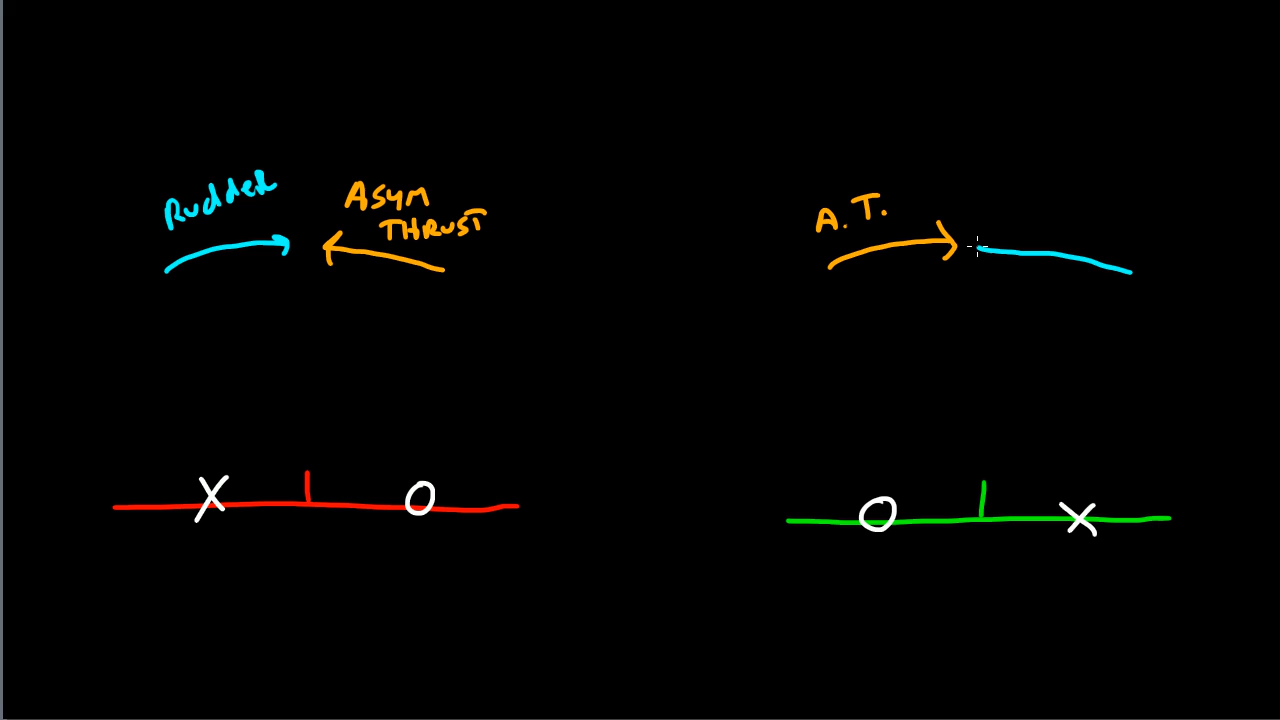 Rudder
Asym
THRUST
A.T.
X
O
O
X